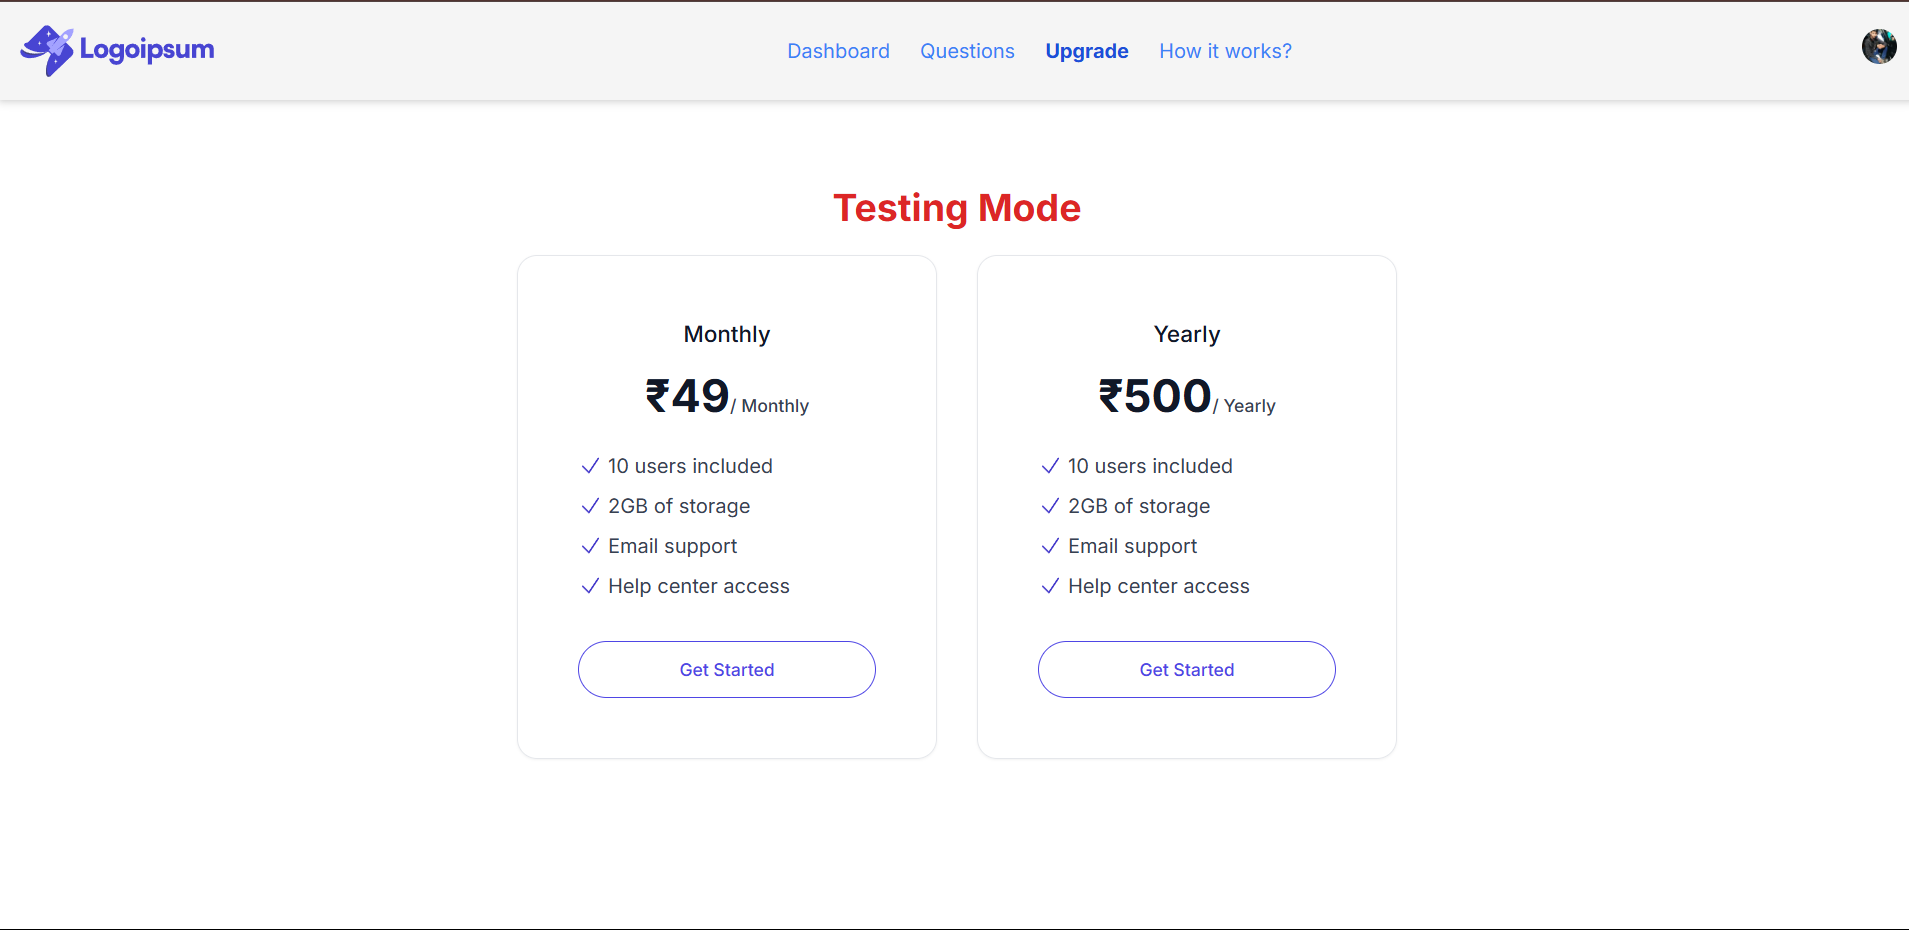 Logoipsum
Dashboard Questions Upgrade How it works?
Testing Mode
Monthly
₹49/ Monthly
10 users included
2GB of storage
Email support
Help center access
Get Started
Yearly
₹500/ Yearly
10 users included
2GB of storage
Email support
Help center access
Get Started